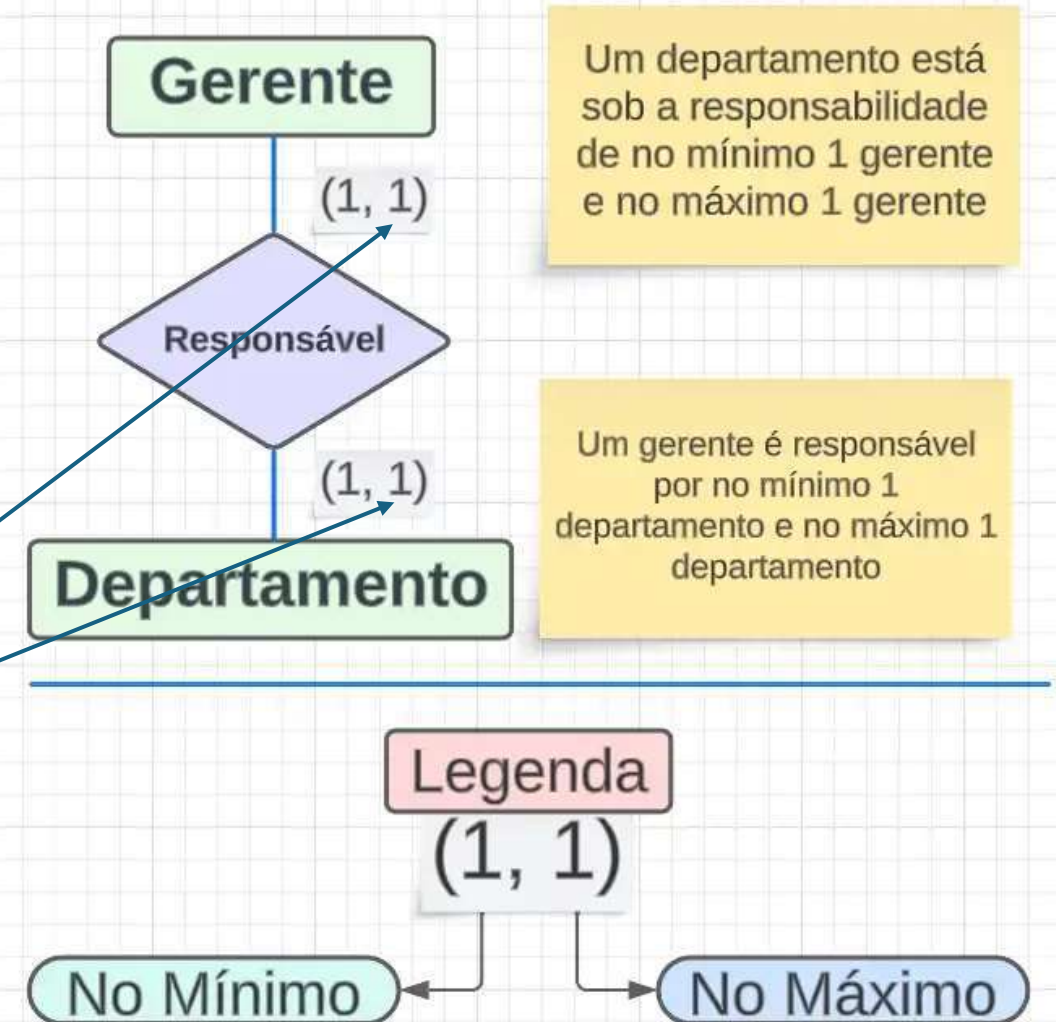 Gerente
(1, 1)
Um departamento está
sob a responsabilidade
de no mínimo 1 gerente
e no máximo 1 gerente
Responsável
(1, 1)
Departamento
Um gerente é responsável
por no mínimo 1
departamento e no máximo 1
departamento
Legenda
(1, 1)
No Mínimo
No Máximo